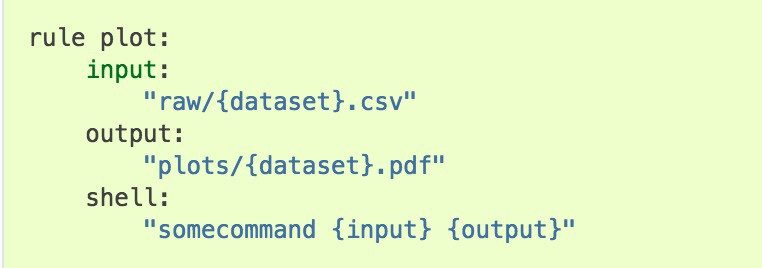 rule plot:
    input:
        "raw/{dataset}.csv"
    output:
        "plots/{dataset}.pdf"
    shell:
        "somecommand {input} {output}"